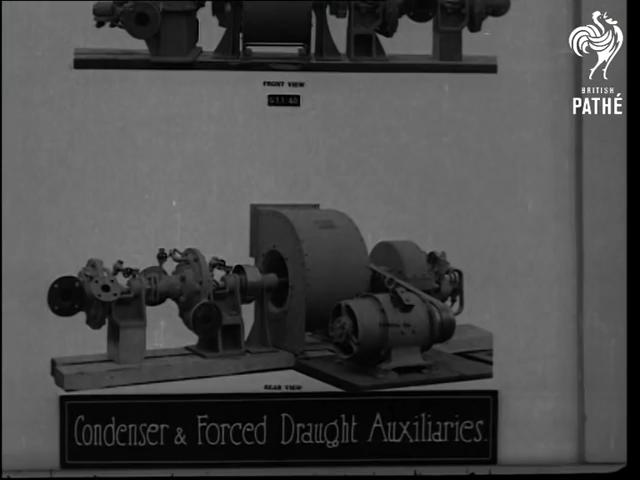 BRITISH
PATHÉ
FRONT VIEW
REAR VIEW
Condenser & Forced Draught Auxiliaries.